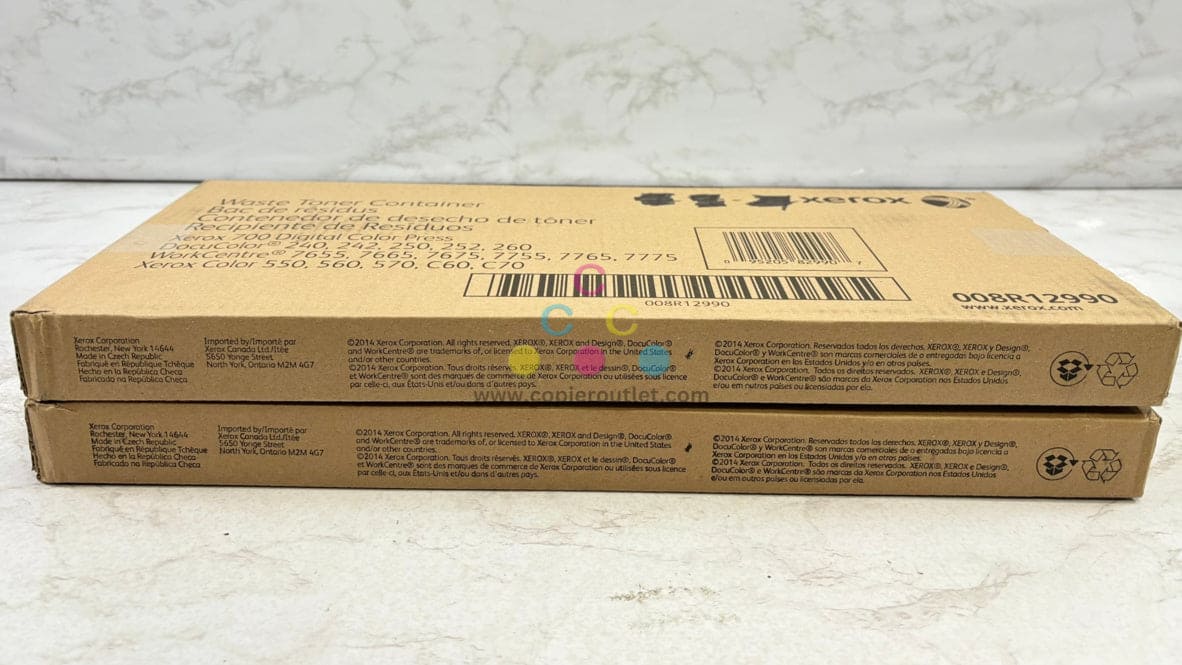 Waste Toner Container
Bac de résidus
Contenedor de desecho de tóner
Recipiente de Resíduos
Xerox 700 Digital Color Press
DocuColor® 240, 242, 250, 252, 260
WorkCentre® 7655, 7665, 7675, 7755, 7765, 7775
Xerox Color 550, 560, 570, C60, C70
xerox
008R12990
008R12990
www.xerox.com
C
C C
www.copieroutlet.com
Xerox Corporation
Rochester, New York 14644
Made in Czech Republic
Fabriqué en République Tchèque
Hecho en la República Checa
Fabricado na República Checa
Imported by/Importé par
Xerox Canada Ltd./ltée
5650 Yonge Street
North York, Ontario M2M 4G7
©2014 Xerox Corporation. All rights reserved. XEROX®, XEROX and Design®, DocuColor®
and WorkCentre® are trademarks of, or licensed to Xerox Corporation in the United States
and/or other countries.
©2014 Xerox Corporation. Tous droits réservés. XEROX®, XEROX et le dessin®, DocuColor®
et WorkCentre® sont des marques de commerce de Xerox Corporation ou utilisées sous licence
par celle-ci, aux États-Unis et/ou dans d'autres pays.
©2014 Xerox Corporation. Reservados todos los derechos. XEROX®, XEROX y Design®,
DocuColor® y WorkCentre® son marcas comerciales de o entregadas bajo licencia a
Xerox Corporation en los Estados Unidos y/o en otros países.
©2014 Xerox Corporation. Todos os direitos reservados. XEROX®, XEROX e Design®,
DocuColor® e WorkCentre® são marcas da Xerox Corporation nos Estados Unidos
e/ou em outros países ou licenciadas por ela.
Xerox Corporation
Rochester, New York 14644
Made in Czech Republic
Fabriqué en République Tchèque
Hecho en la República Checa
Fabricado na República Checa
Imported by/Importé par
Xerox Canada Ltd./ltée
5650 Yonge Street
North York, Ontario M2M 4G7
©2014 Xerox Corporation. All rights reserved. XEROX®, XEROX and Design®, DocuColor®
and WorkCentre® are trademarks of, or licensed to Xerox Corporation in the United States
and/or other countries.
©2014 Xerox Corporation. Tous droits réservés. XEROX®, XEROX et le dessin®, DocuColor®
et WorkCentre® sont des marques de commerce de Xerox Corporation ou utilisées sous licence
par celle-ci, aux États-Unis et/ou dans d'autres pays.
©2014 Xerox Corporation. Reservados todos los derechos. XEROX®, XEROX y Design®,
DocuColor® y WorkCentre® son marcas comerciales de o entregadas bajo licencia a
Xerox Corporation en los Estados Unidos y/o en otros países.
©2014 Xerox Corporation. Todos os direitos reservados. XEROX®, XEROX e Design®,
DocuColor® e WorkCentre® são marcas da Xerox Corporation nos Estados Unidos
e/ou em outros países ou licenciadas por ela.